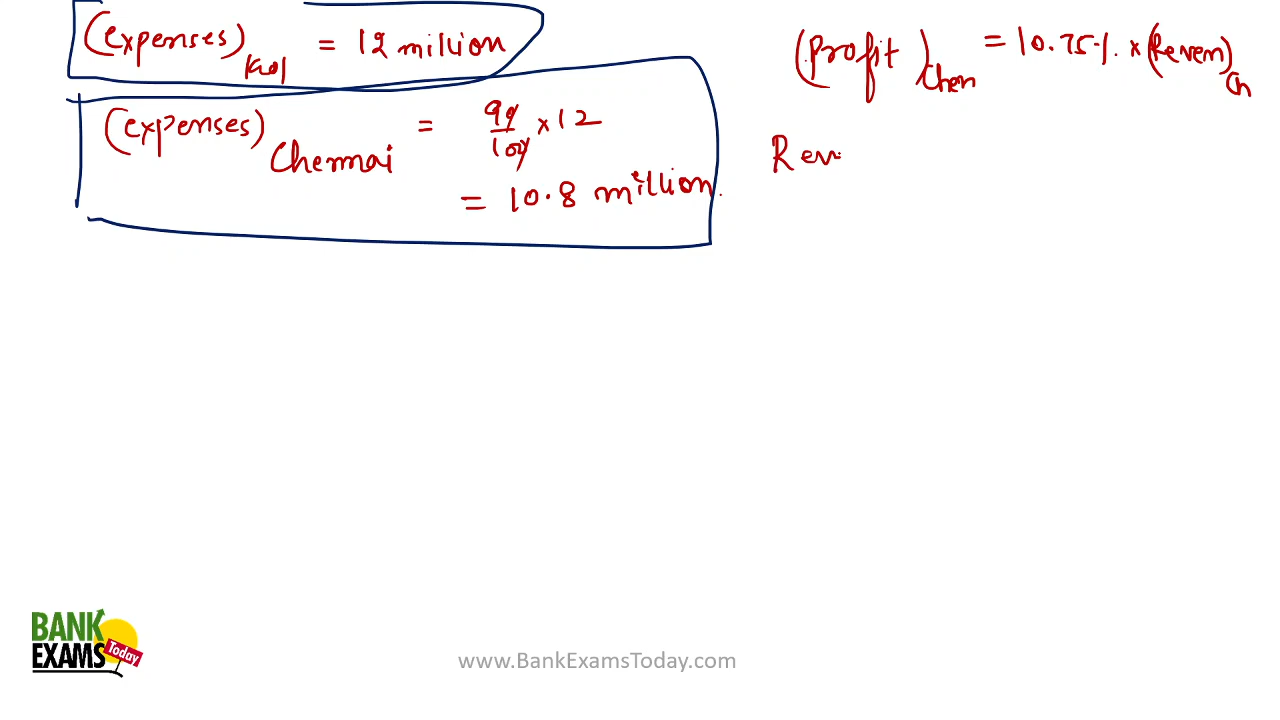 (expenses)kol = 12 million
(expenses)Chennai = 90/100 × 12
= 10.8 million.
(Profit)Chen = 10.75% × (Reven)Ch
Rev
BANK
EXAMS Today
www.BankExamsToday.com